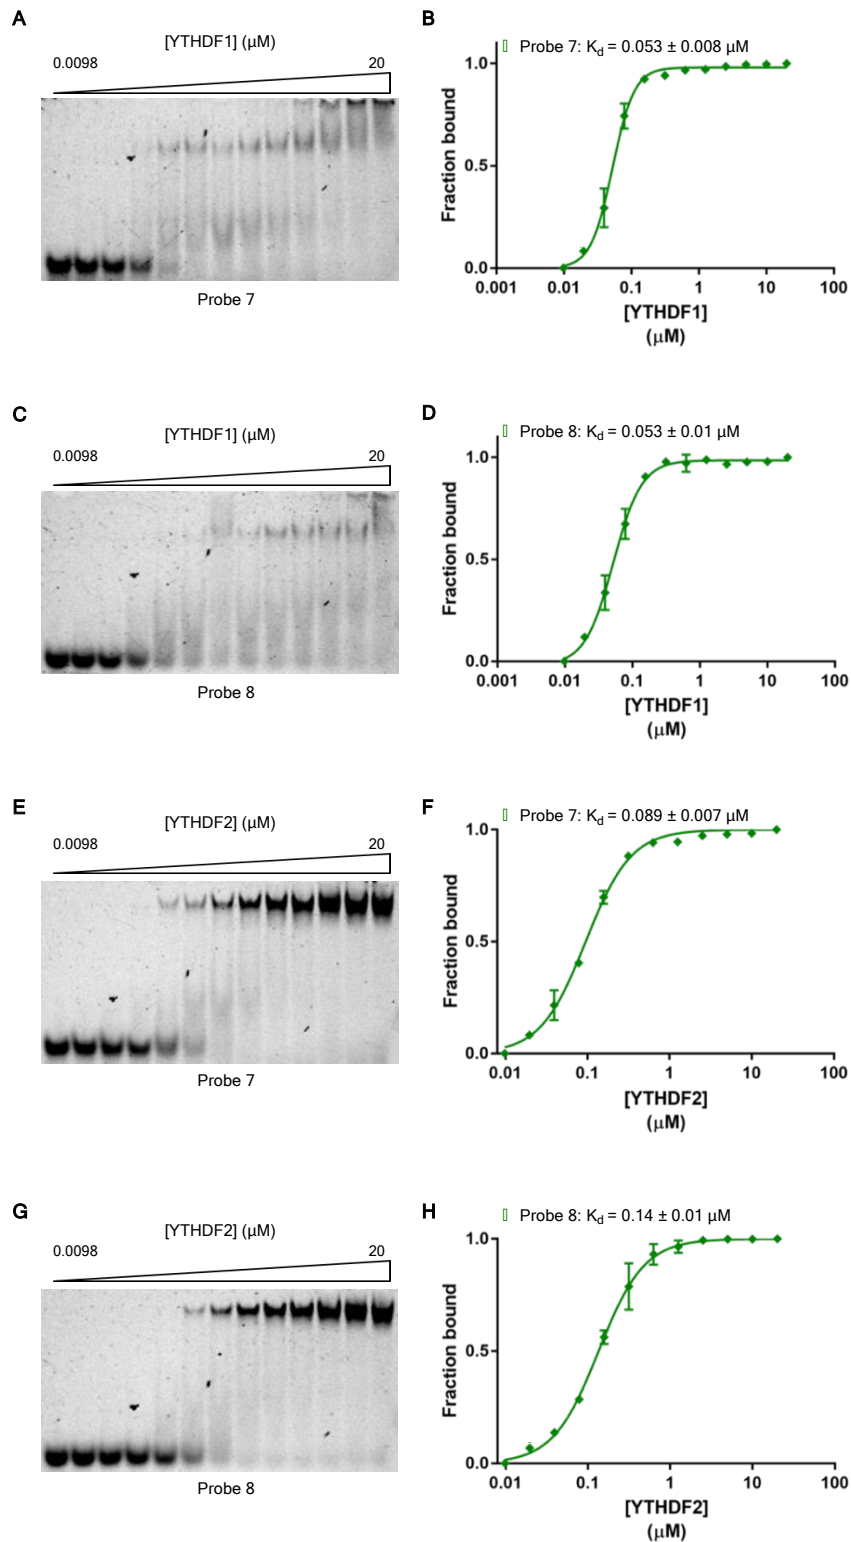 A
[YTHDF1] (µM)
0.0098 20
Probe 7
B
Probe 7: Kd = 0.053 ± 0.008 µM
1.0
0.5
0.0
Fraction bound
0.001 0.01 0.1 1 10 100
[YTHDF1]
(µM)
C
[YTHDF1] (µM)
0.0098 20
Probe 8
D
Probe 8: Kd = 0.053 ± 0.01 µM
1.0
0.5
0.0
Fraction bound
0.001 0.01 0.1 1 10 100
[YTHDF1]
(µM)
E
[YTHDF2] (µM)
0.0098 20
Probe 7
F
Probe 7: Kd = 0.089 ± 0.007 µM
1.0
0.5
0.0
Fraction bound
0.01 0.1 1 10 100
[YTHDF2]
(µM)
G
[YTHDF2] (µM)
0.0098 20
Probe 8
H
Probe 8: Kd = 0.14 ± 0.01 µM
1.0
0.5
0.0
Fraction bound
0.01 0.1 1 10 100
[YTHDF2]
(µM)